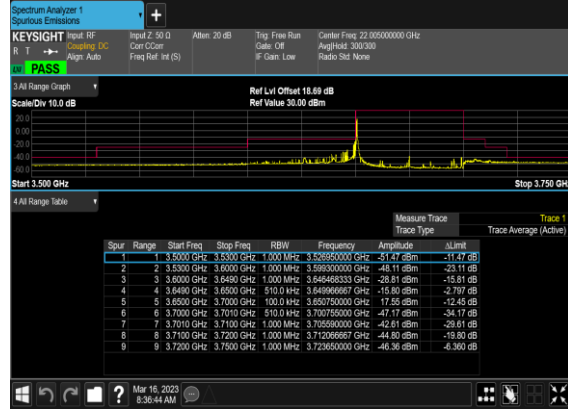 Spectrum Analyzer 1
Spurious Emissions
KEYSIGHT Input: RF Input Z: 50 Ω Atten: 20 dB Trig: Free Run Center Freq: 22.005000000 GHz
R T Coupling: DC Corr CCorr Gate: Off Avg|Hold: 300/300
Align: Auto Freq Ref: Int (S) IF Gain: Low Radio Std: None
PASS
3 All Range Graph
Ref Lvl Offset 18.69 dB
Scale/Div 10.0 dB Ref Value 30.00 dBm
20.0
0.00
-20.0
-40.0
-60.0
Start 3.500 GHz Stop 3.750 GH
4 All Range Table
Measure Trace Trace 1
Trace Type Trace Average (Active)
Spur Range Start Freq Stop Freq RBW Frequency Amplitude ΔLimit
1 1 3.5000 GHz 3.5300 GHz 1.000 MHz 3.526950000 GHz -51.47 dBm -11.47 dB
2 2 3.5300 GHz 3.6000 GHz 1.000 MHz 3.599300000 GHz -48.11 dBm -23.11 dB
3 3 3.6000 GHz 3.6490 GHz 1.000 MHz 3.646468333 GHz -28.81 dBm -15.81 dB
4 4 3.6490 GHz 3.6500 GHz 510.0 kHz 3.649966667 GHz -15.80 dBm -2.797 dB
5 5 3.6500 GHz 3.7000 GHz 100.0 kHz 3.650750000 GHz 17.55 dBm -12.45 dB
6 6 3.7000 GHz 3.7010 GHz 510.0 kHz 3.700755000 GHz -47.17 dBm -34.17 dB
7 7 3.7010 GHz 3.7100 GHz 1.000 MHz 3.705590000 GHz -42.61 dBm -29.61 dB
8 8 3.7100 GHz 3.7200 GHz 1.000 MHz 3.712066667 GHz -44.80 dBm -19.80 dB
9 9 3.7200 GHz 3.7500 GHz 1.000 MHz 3.723650000 GHz -46.36 dBm -6.360 dB
Mar 16, 2023
8:36:44 AM